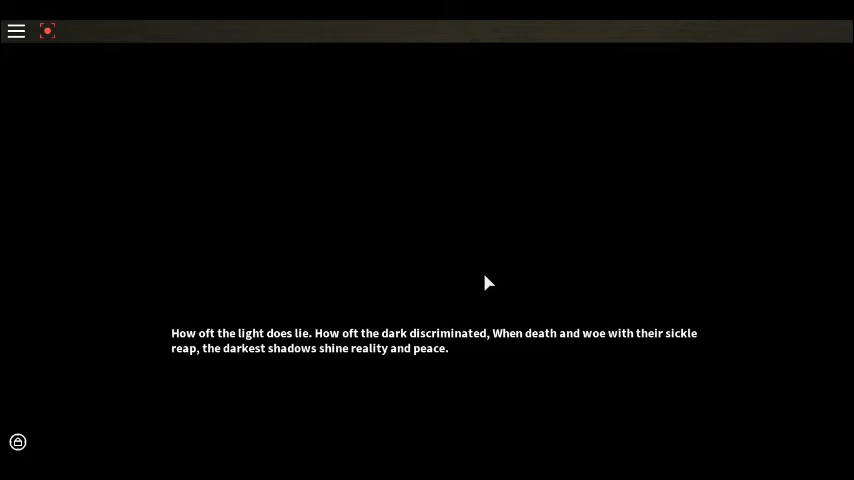 How oft the light does lie. How oft the dark discriminated, When death and woe with their sickle
reap, the darkest shadows shine reality and peace.